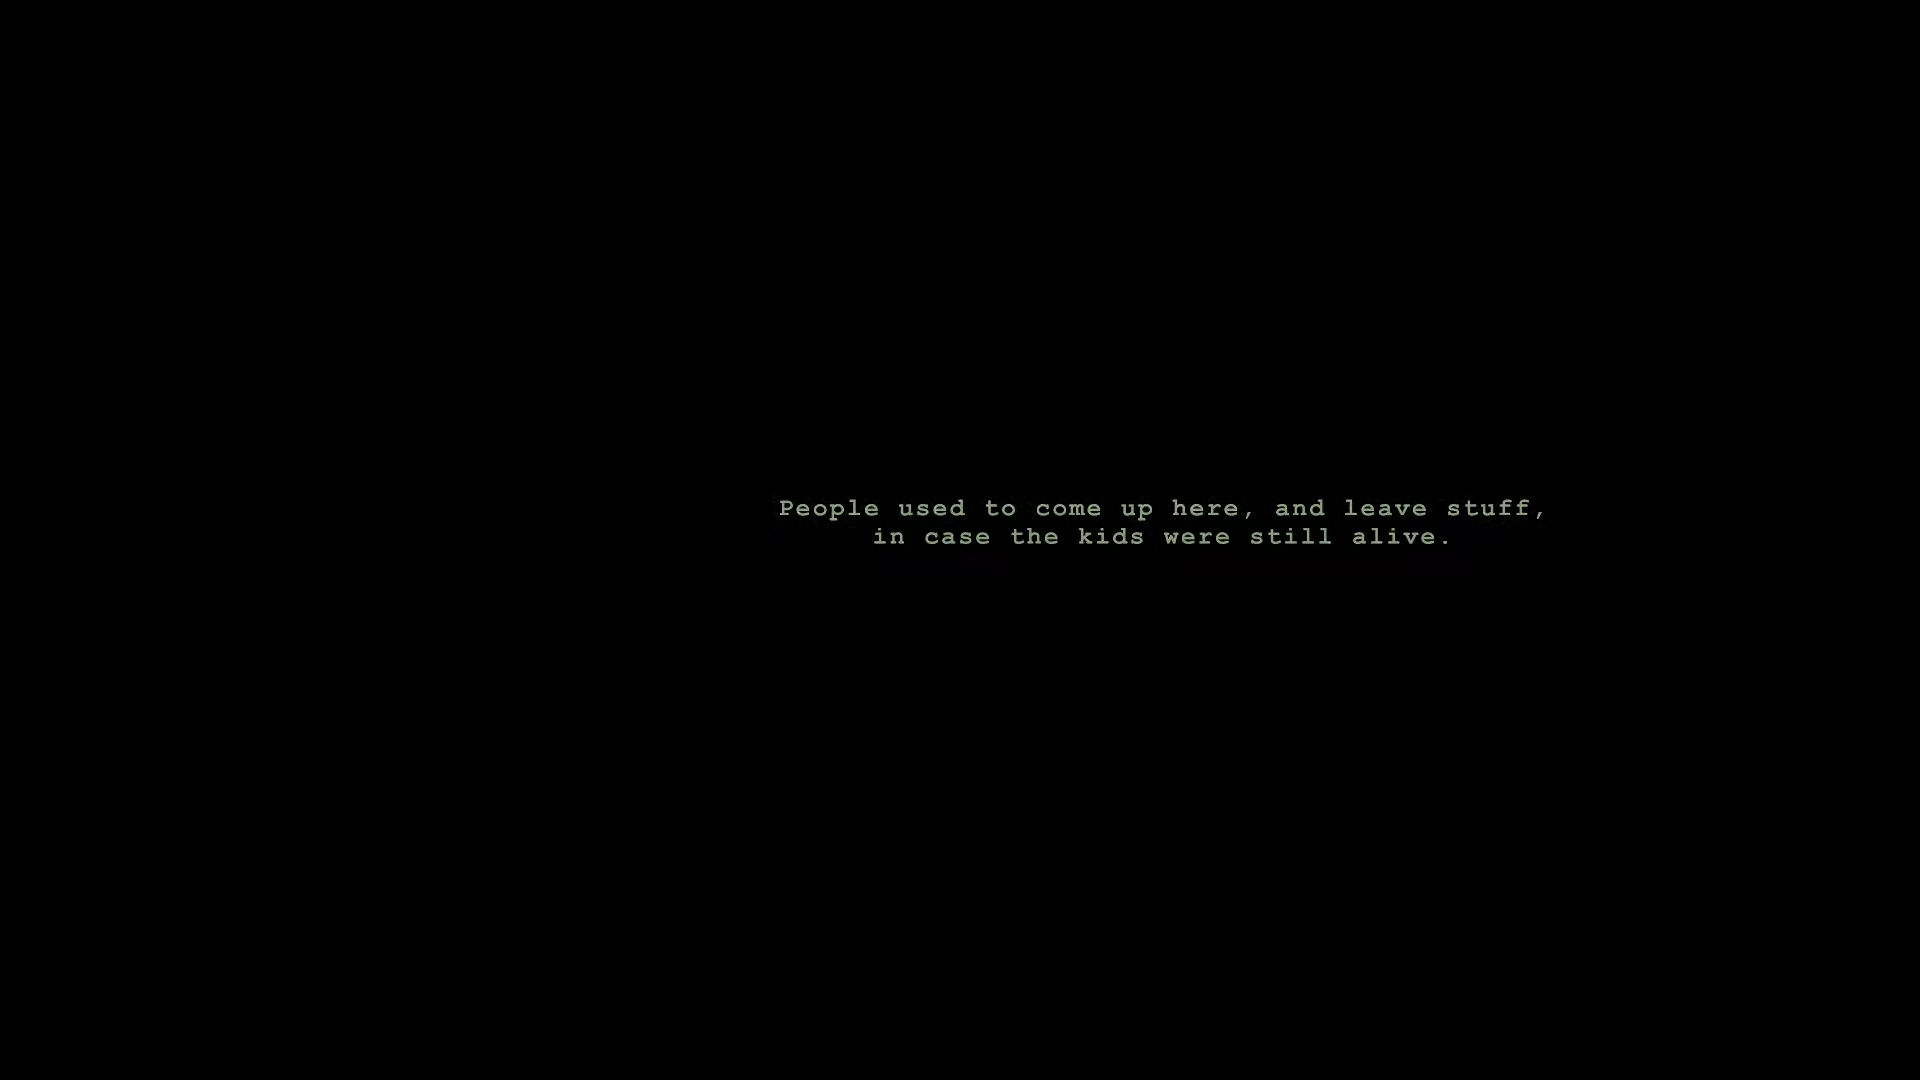 People used to come up here, and leave stuff,
in case the kids were still alive.